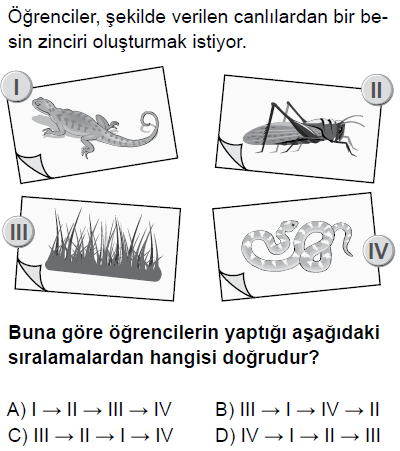 Öğrenciler, şekilde verilen canlılardan bir be-
sin zinciri oluşturmak istiyor.
I
II
III
IV
Buna göre öğrencilerin yaptığı aşağıdaki
sıralamalardan hangisi doğrudur?
A) I → II → III → IV
B) III → I → IV → II
C) III → II → I → IV
D) IV → I → II → III